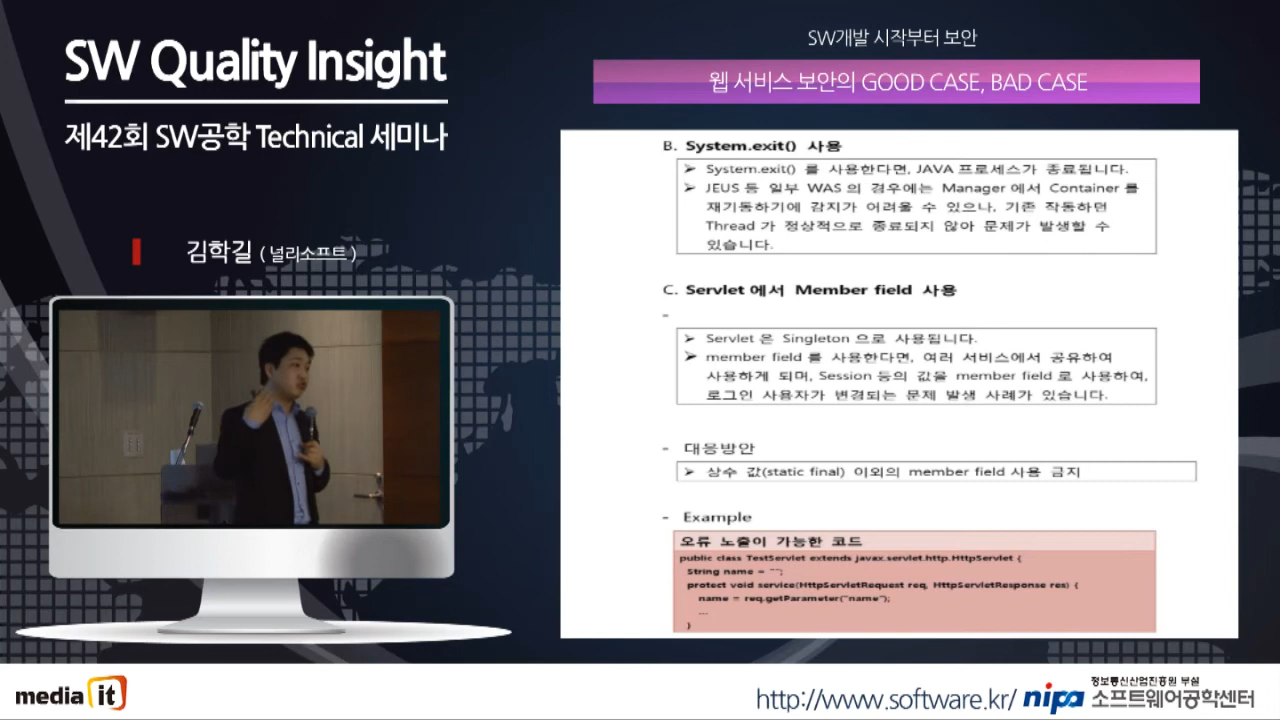 SW Quality Insight
제42회 SW공학 Technical 세미나
김학길 ( 널리소프트 )
SW개발 시작부터 보안
웹 서비스 보안의 GOOD CASE, BAD CASE
B. System.exit() 사용
➤ System.exit() 를 사용한다면, JAVA 프로세스가 종료됩니다.
➤ JEUS 등 일부 WAS 의 경우에는 Manager 에서 Container 를
재기동하기에 감지가 어려울 수 있으나, 기존 작동하던
Thread 가 정상적으로 종료되지 않아 문제가 발생할 수
있습니다.
C. Servlet 에서 Member field 사용
-
➤ Servlet 은 Singleton 으로 사용됩니다.
➤ member field 를 사용한다면, 여러 서비스에서 공유하여
사용하게 되며, Session 등의 값을 member field 로 사용하여,
로그인 사용자가 변경되는 문제 발생 사례가 있습니다.
- 대응방안
➤ 상수 값(static final) 이외의 member field 사용 금지
- Example
오류 노출이 가능한 코드
public class TestServlet extends javax.servlet.http.HttpServlet {
String name = "";
protect void service(HttpServletRequest req, HttpServletResponse res) {
name = req.getParameter("name");
...
}
media it
http://www.software.kr/
nipa
정보통신산업진흥원 부설
소프트웨어공학센터